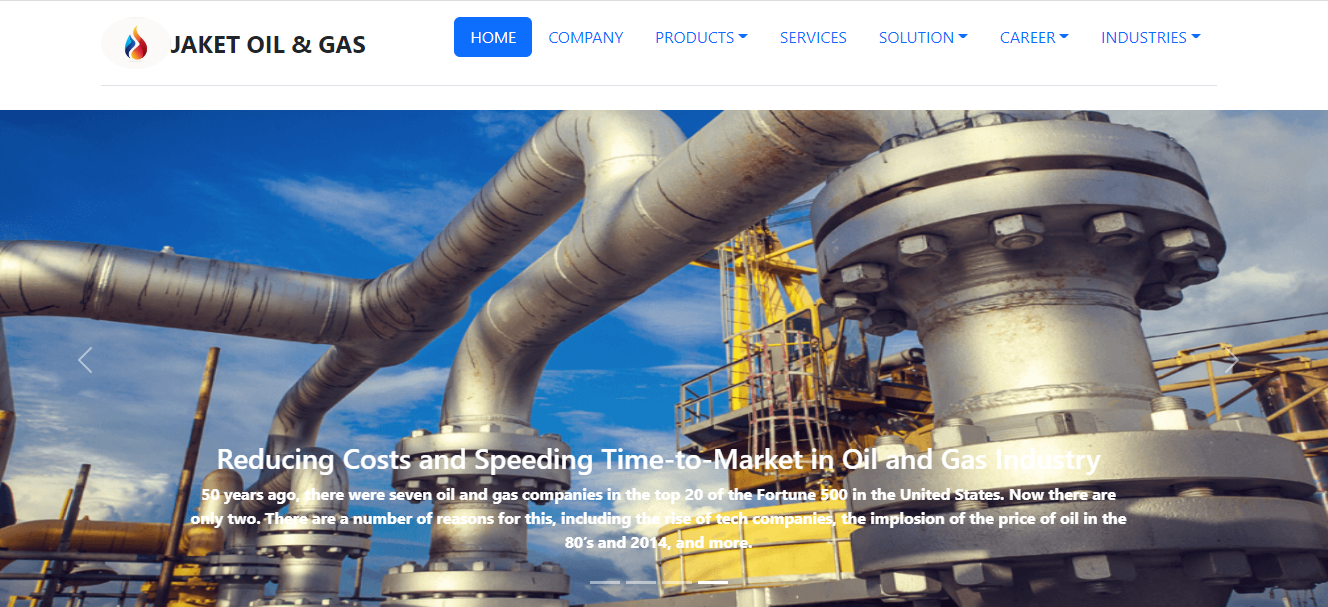 JAKET OIL & GAS
HOME COMPANY PRODUCTS SERVICES SOLUTION CAREER INDUSTRIES
Reducing Costs and Speeding Time-to-Market in Oil and Gas Industry
50 years ago, there were seven oil and gas companies in the top 20 of the Fortune 500 in the United States. Now there are
only two. There are a number of reasons for this, including the rise of tech companies, the implosion of the price of oil in the
80's and 2014, and more.